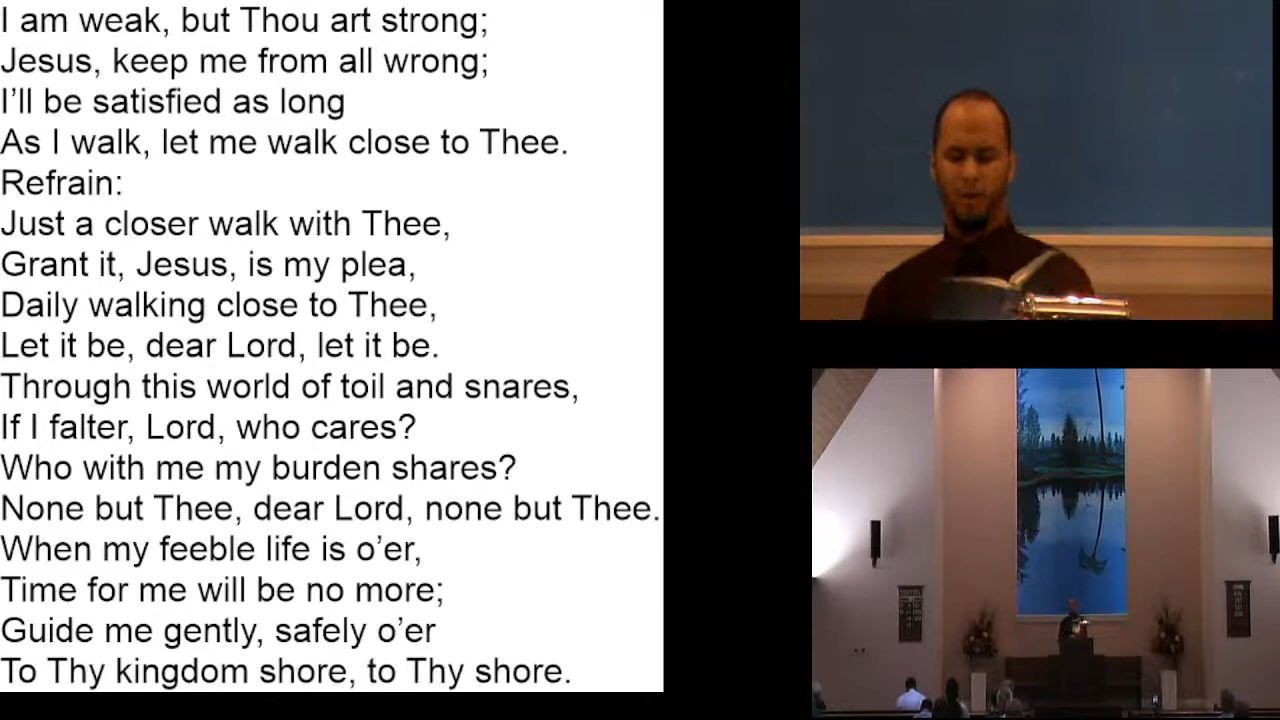 I am weak, but Thou art strong;
Jesus, keep me from all wrong;
I’ll be satisfied as long
As I walk, let me walk close to Thee.
Refrain:
Just a closer walk with Thee,
Grant it, Jesus, is my plea,
Daily walking close to Thee,
Let it be, dear Lord, let it be.
Through this world of toil and snares,
If I falter, Lord, who cares?
Who with me my burden shares?
None but Thee, dear Lord, none but Thee.
When my feeble life is o’er,
Time for me will be no more;
Guide me gently, safely o’er
To Thy kingdom shore, to Thy shore.